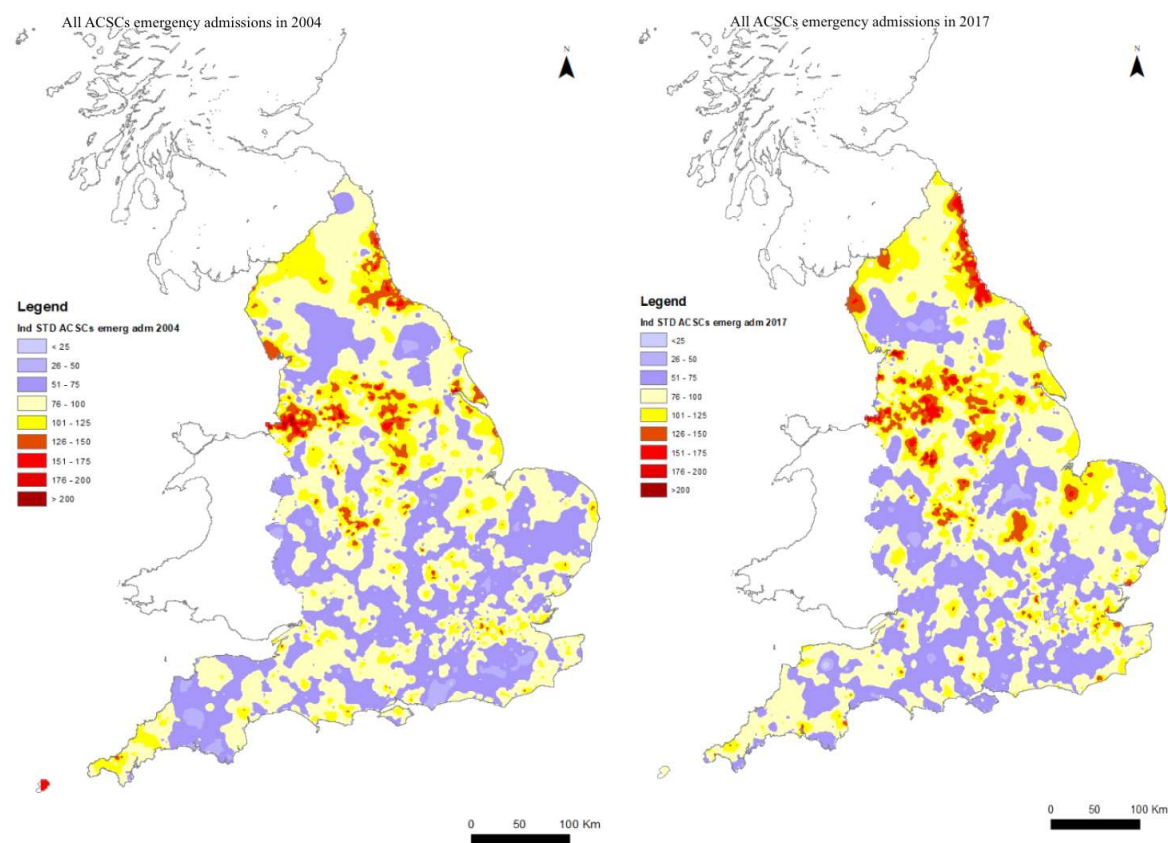 All ACSCs emergency admissions in 2004
N
Legend
Ind STD ACSCs emerg adm 2004
< 25
26 - 50
51 - 75
76 - 100
101 - 125
126 - 150
151 - 175
176 - 200
> 200
0 50 100 Km
All ACSCs emergency admissions in 2017
N
Legend
Ind STD ACSCs emerg adm 2017
<25
26 - 50
51 - 75
76 - 100
101 - 125
126 - 150
151 - 175
176 - 200
>200
0 50 100 Km